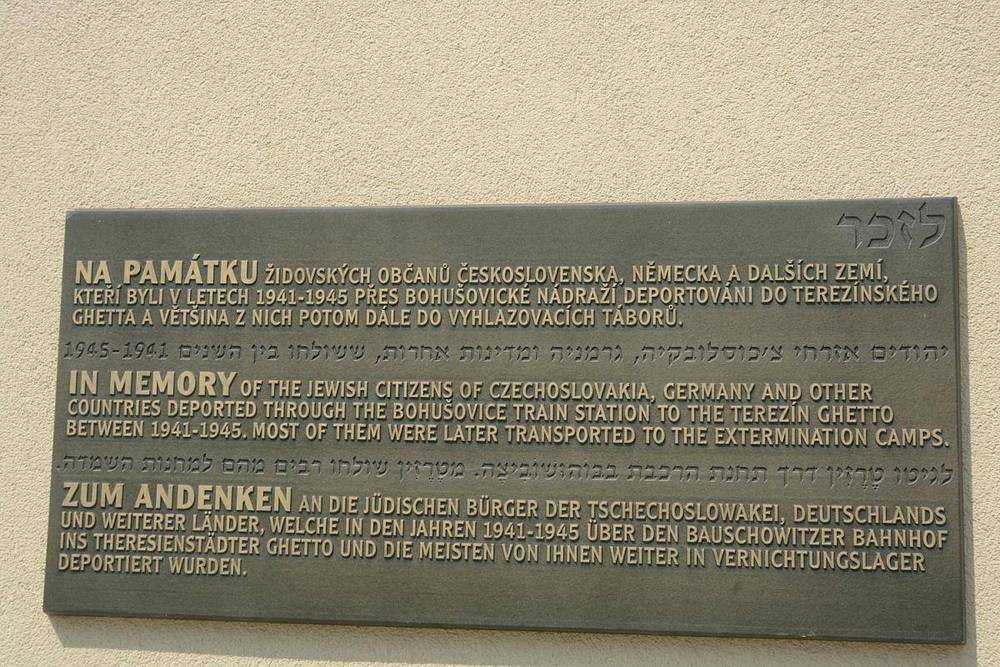 לזכר
NA PAMÁTKU ŽIDOVSKÝCH OBČANŮ ČESKOSLOVENSKA, NĚMECKA A DALŠÍCH ZEMÍ,
KTEŘÍ BYLI V LETECH 1941-1945 PŘES BOHUŠOVICKÉ NÁDRAŽÍ DEPORTOVÁNI DO TEREZÍNSKÉHO
GHETTA A VĚTŠINA Z NICH POTOM DÁLE DO VYHLAZOVACÍCH TÁBORŮ.
יהודים אזרחי צ'כוסלובקיה, גרמניה ומדינות אחרות, ששולחו בין השנים 1945-1941
IN MEMORY OF THE JEWISH CITIZENS OF CZECHOSLOVAKIA, GERMANY AND OTHER
COUNTRIES DEPORTED THROUGH THE BOHUŠOVICE TRAIN STATION TO THE TEREZÍN GHETTO
BETWEEN 1941-1945. MOST OF THEM WERE LATER TRANSPORTED TO THE EXTERMINATION CAMPS.
לגיטו טֶרֶזִין דרך תחנת הרכבת בבוהושוביצה. מטֶרֶזִין שולחו רבים מהם למחנות השמדה.
ZUM ANDENKEN AN DIE JÜDISCHEN BÜRGER DER TSCHECHOSLOWAKEI, DEUTSCHLANDS
UND WEITERER LÄNDER, WELCHE IN DEN JAHREN 1941-1945 ÜBER DEN BAUSCHOWITZER BAHNHOF
INS THERESIENSTÄDTER GHETTO UND DIE MEISTEN VON IHNEN WEITER IN VERNICHTUNGSLAGER
DEPORTIERT WURDEN.